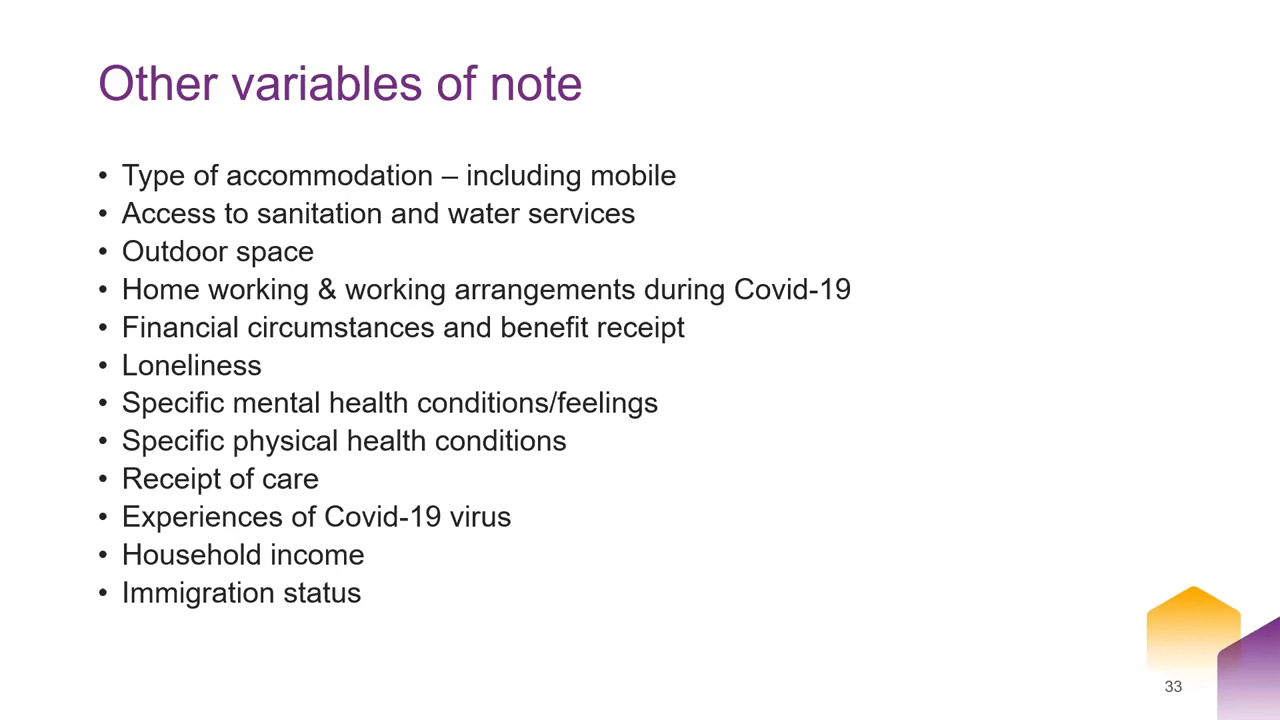 Other variables of note
• Type of accommodation – including mobile
• Access to sanitation and water services
• Outdoor space
• Home working & working arrangements during Covid-19
• Financial circumstances and benefit receipt
• Loneliness
• Specific mental health conditions/feelings
• Specific physical health conditions
• Receipt of care
• Experiences of Covid-19 virus
• Household income
• Immigration status
33